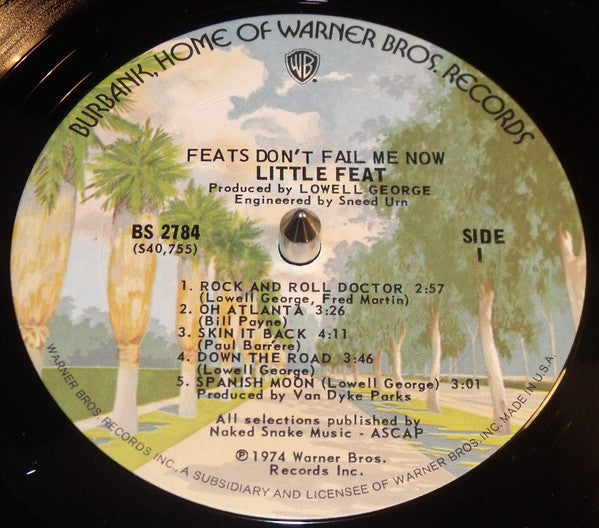 BURBANK, HOME OF WARNER BROS. RECORDS
WB
FEATS DON'T FAIL ME NOW
LITTLE FEAT
Produced by LOWELL GEORGE
Engineered by Sneed Urn
BS 2784
(S40,755)
SIDE
1
1. ROCK AND ROLL DOCTOR 2:57
(Lowell George, Fred Martin)
2. OH ATLANTA 3:26
(Bill Payne)
3. SKIN IT BACK 4:11
(Paul Barrére)
4. DOWN THE ROAD 3:46
(Lowell George)
5. SPANISH MOON (Lowell George) 3:01
Produced by Van Dyke Parks
All selections published by
Naked Snake Music - ASCAP
℗ 1974 Warner Bros.
Records Inc.
WARNER BROS. RECORDS INC., A SUBSIDIARY AND LICENSEE OF WARNER BROS. INC. MADE IN U.S.A.